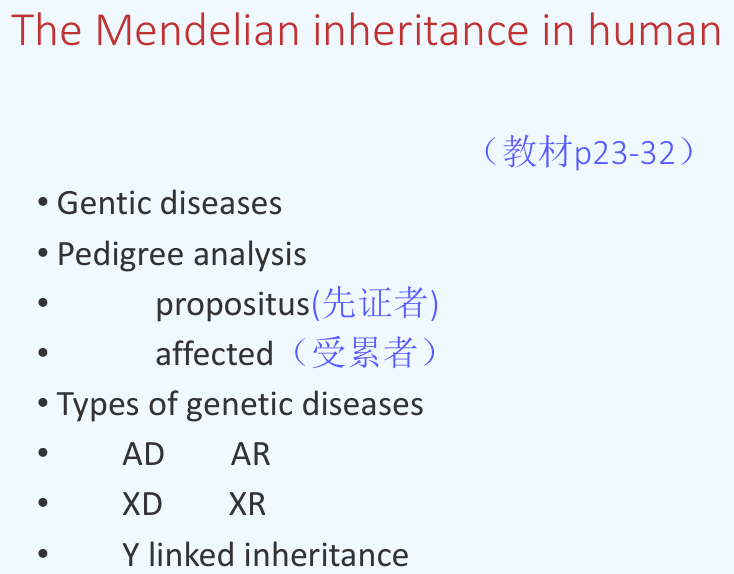 The Mendelian inheritance in human
（教材p23-32）
• Gentic diseases
• Pedigree analysis
• propositus(先证者)
• affected（受累者）
• Types of genetic diseases
• AD AR
• XD XR
• Y linked inheritance